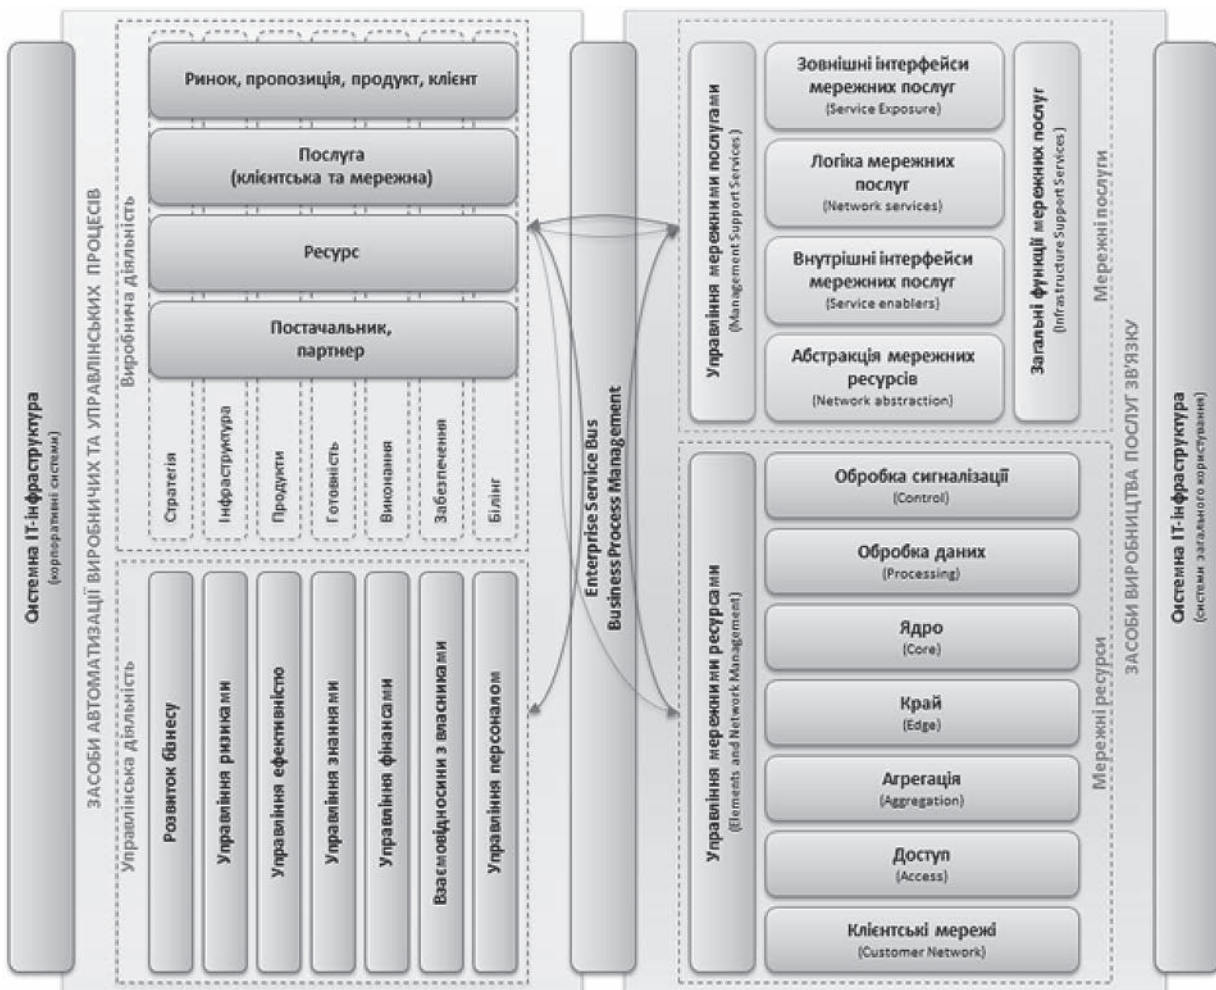 Системна ІТ-інфраструктура
(корпоративні системи)
ЗАСОБИ АВТОМАТИЗАЦІЇ ВИРОБНИЧИХ ТА УПРАВЛІНСЬКИХ ПРОЦЕСІВ
Виробнича діяльність
Ринок, пропозиція, продукт, клієнт
Послуга
(клієнтська та мережна)
Ресурс
Постачальник,
партнер
Стратегія
Інфраструктура
Продукти
Готовність
Виконання
Забезпечення
Білінг
Управлінська діяльність
Розвиток бізнесу
Управління ризиками
Управління ефективністю
Управління знаннями
Управління фінансами
Взаємовідносини з власниками
Управління персоналом
Enterprise Service Bus
Business Process Management
Управління мережними послугами
(Management Support Services)
Зовнішні інтерфейси
мережних послуг
(Service Exposure)
Логіка мережних
послуг
(Network services)
Внутрішні інтерфейси
мережних послуг
(Service enablers)
Абстракція мережних
ресурсів
(Network abstraction)
Загальні функції мережних послуг
(Infrastructure Support Services)
Мережні послуги
Управління мережними ресурсами
(Elements and Network Management)
Обробка сигналізації
(Control)
Обробка даних
(Processing)
Ядро
(Core)
Край
(Edge)
Агрегація
(Aggregation)
Доступ
(Access)
Клієнтські мережі
(Customer Network)
Мережні ресурси
ЗАСОБИ ВИРОБНИЦТВА ПОСЛУГ ЗВ'ЯЗКУ
Системна ІТ-інфраструктура
(системи загального користування)